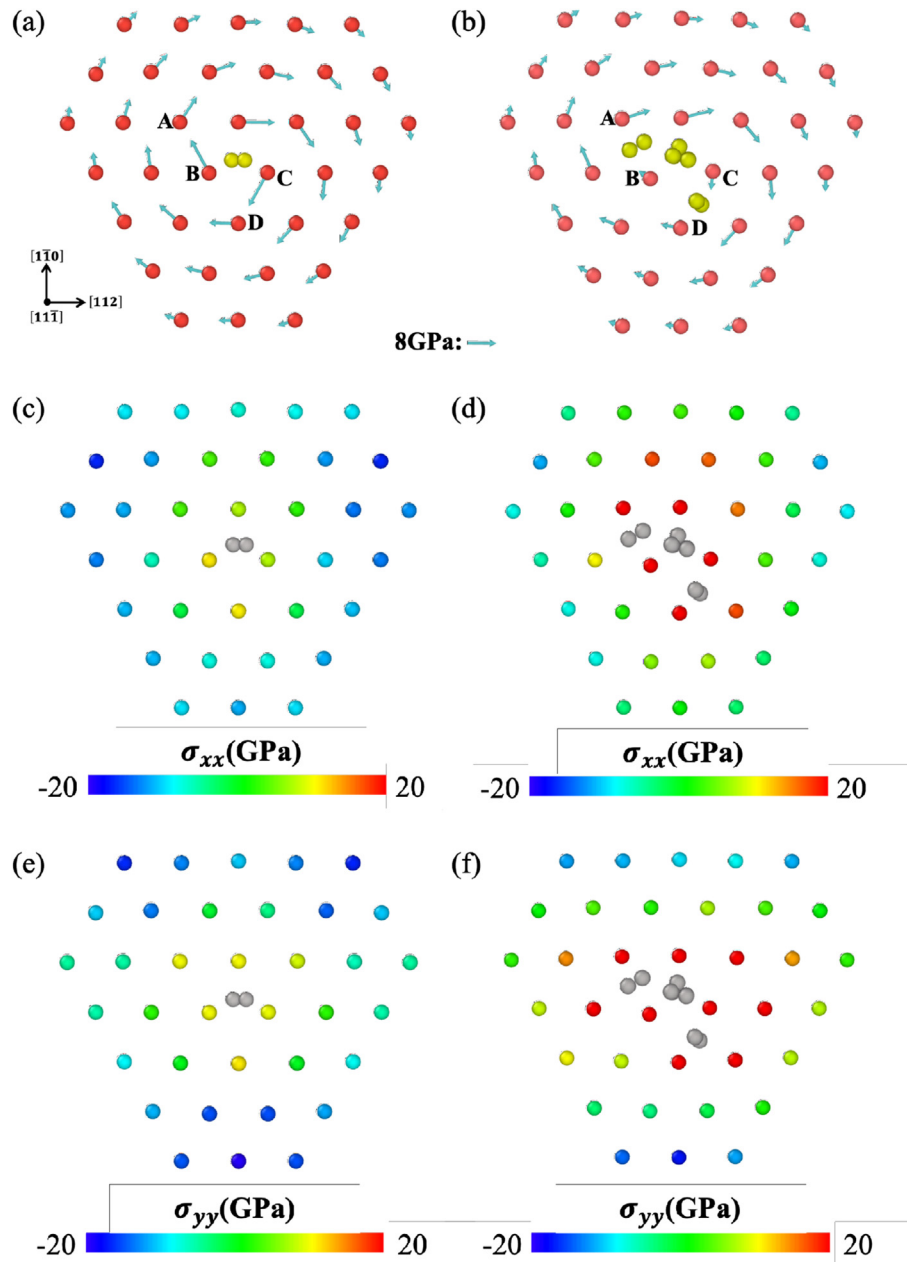 (a)
(b)
A
B
C
D
A
B
C
D
[11̅0]
[112]
[111̅]
8GPa:
(c)
(d)
σxx(GPa)
-20 20
σxx(GPa)
-20 20
(e)
(f)
σyy(GPa)
-20 20
σyy(GPa)
-20 20